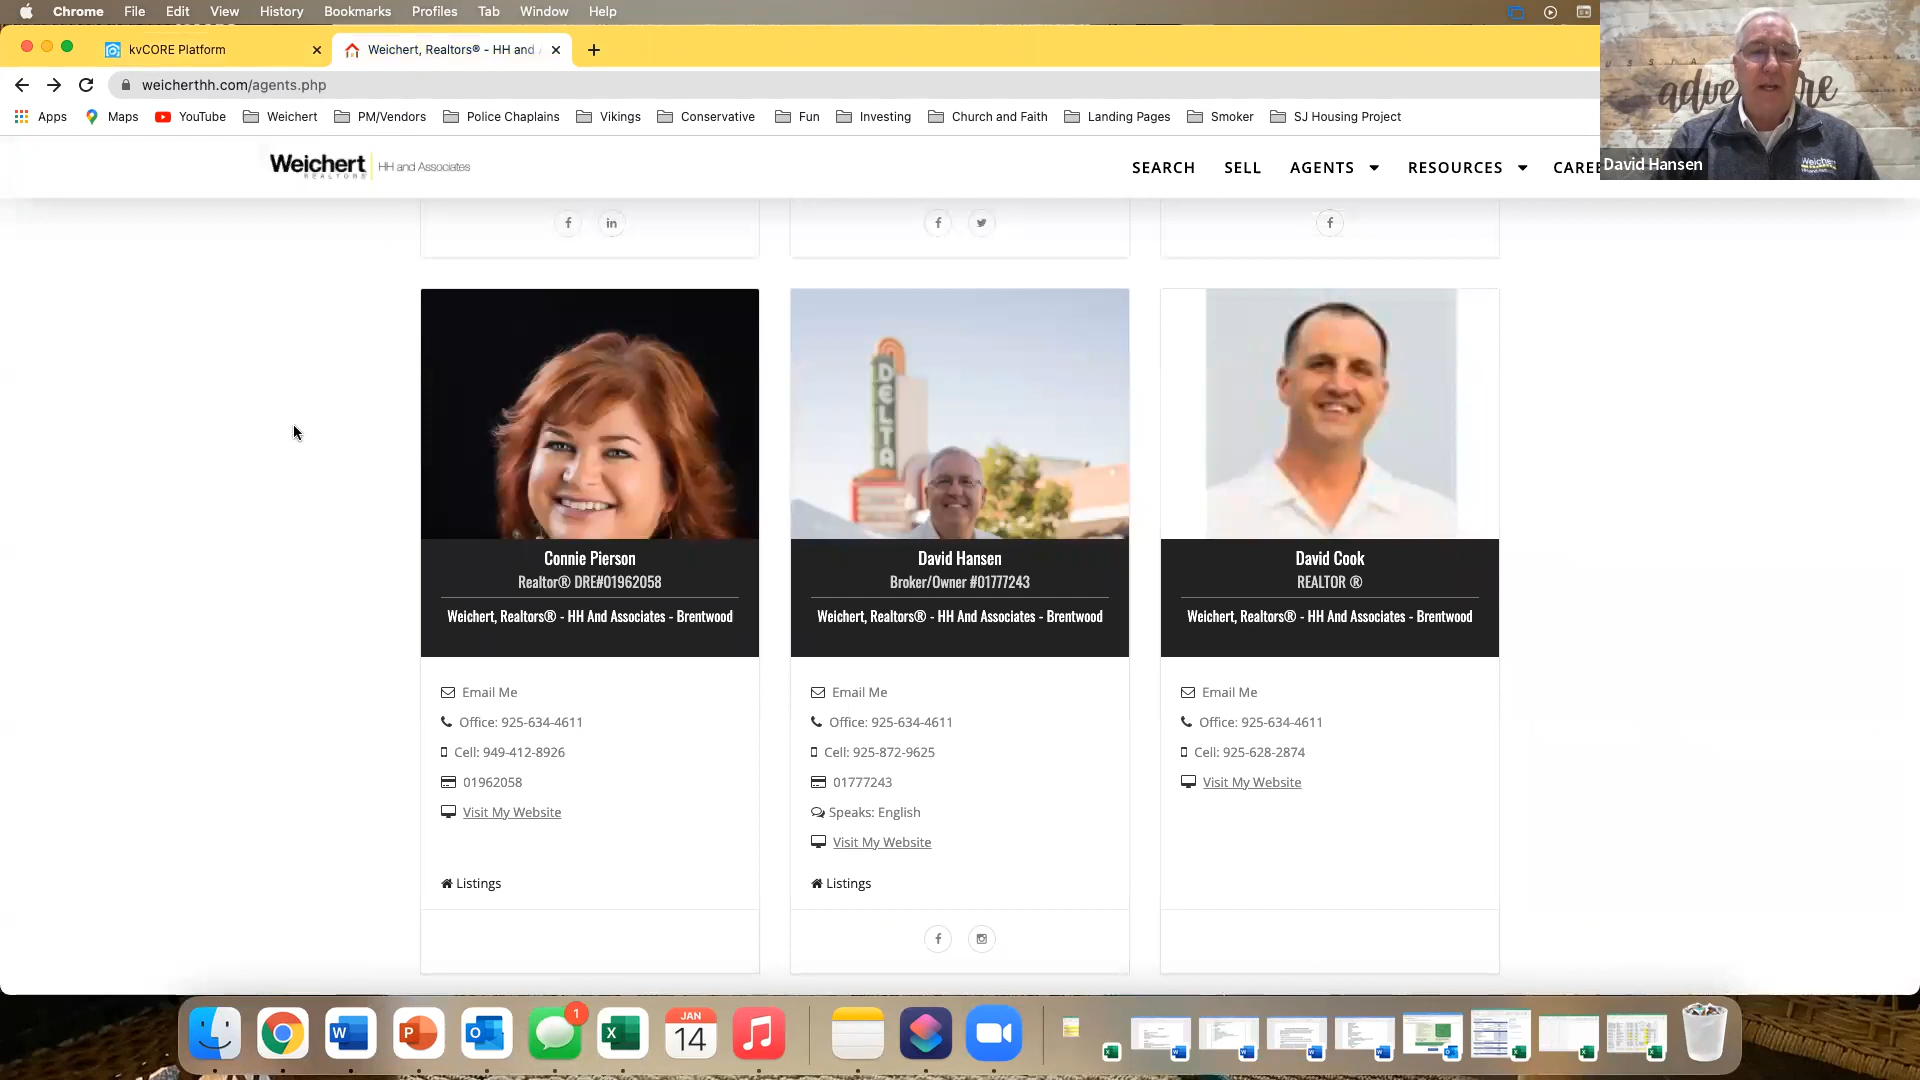 Chrome File Edit View History Bookmarks Profiles Tab Window Help
kvCORE Platform
Weichert, Realtors® - HH and
weicherthh.com/agents.php
Apps Maps YouTube Weichert PM/Vendors Police Chaplains Vikings Conservative Fun Investing Church and Faith Landing Pages Smoker SJ Housing Project
adve re
Weichert
David Hansen
Weichert REALTORS HH and Associates
SEARCH SELL AGENTS RESOURCES CAREE
DELTA
Connie Pierson
Realtor® DRE#01962058
Weichert, Realtors® - HH And Associates - Brentwood
Email Me
Office: 925-634-4611
Cell: 949-412-8926
01962058
Visit My Website
Listings
David Hansen
Broker/Owner #01777243
Weichert, Realtors® - HH And Associates - Brentwood
Email Me
Office: 925-634-4611
Cell: 925-872-9625
01777243
Speaks: English
Visit My Website
Listings
David Cook
REALTOR ®
Weichert, Realtors® - HH And Associates - Brentwood
Email Me
Office: 925-634-4611
Cell: 925-628-2874
Visit My Website
1
JAN
14